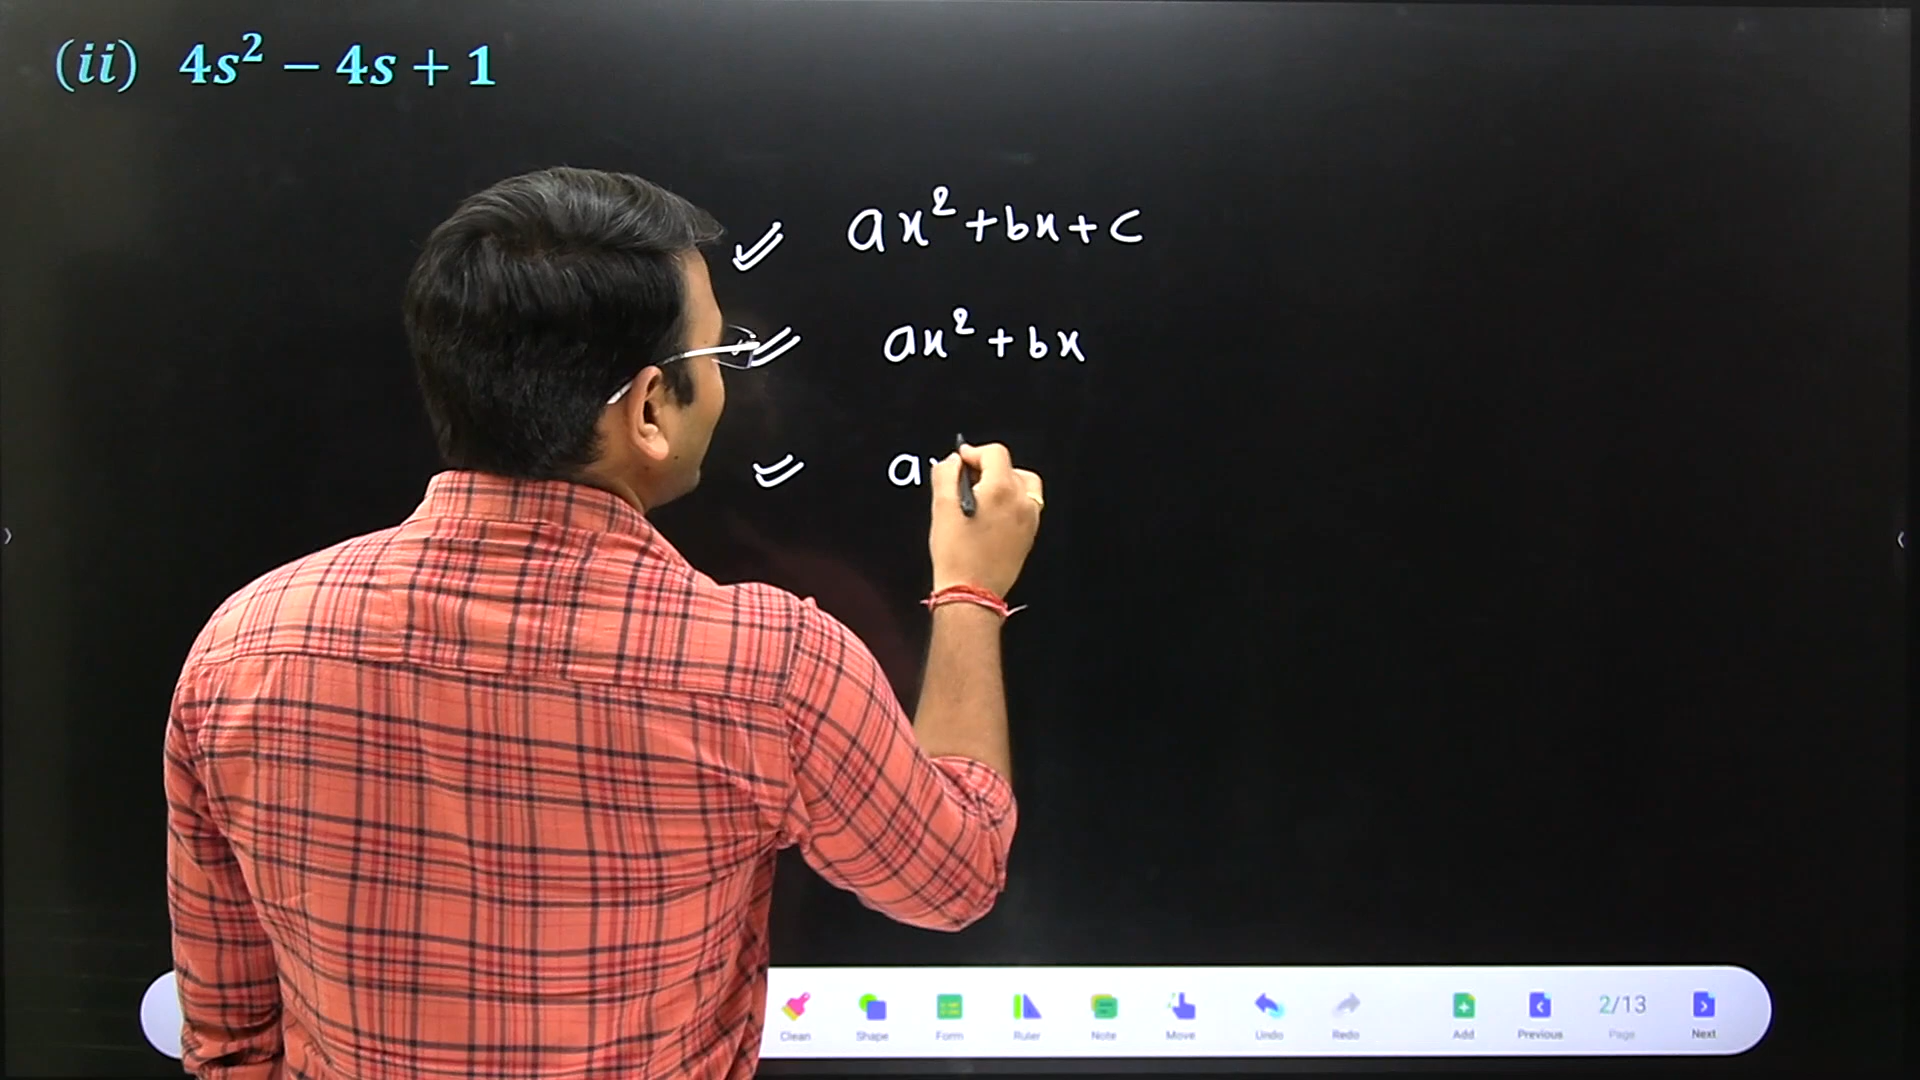 (ii) 4s² − 4s + 1
ax² + bx + c
ax² + bx
a
Clean Shape Form Ruler Note Move Undo Redo Add Previous 2/13 Page Next